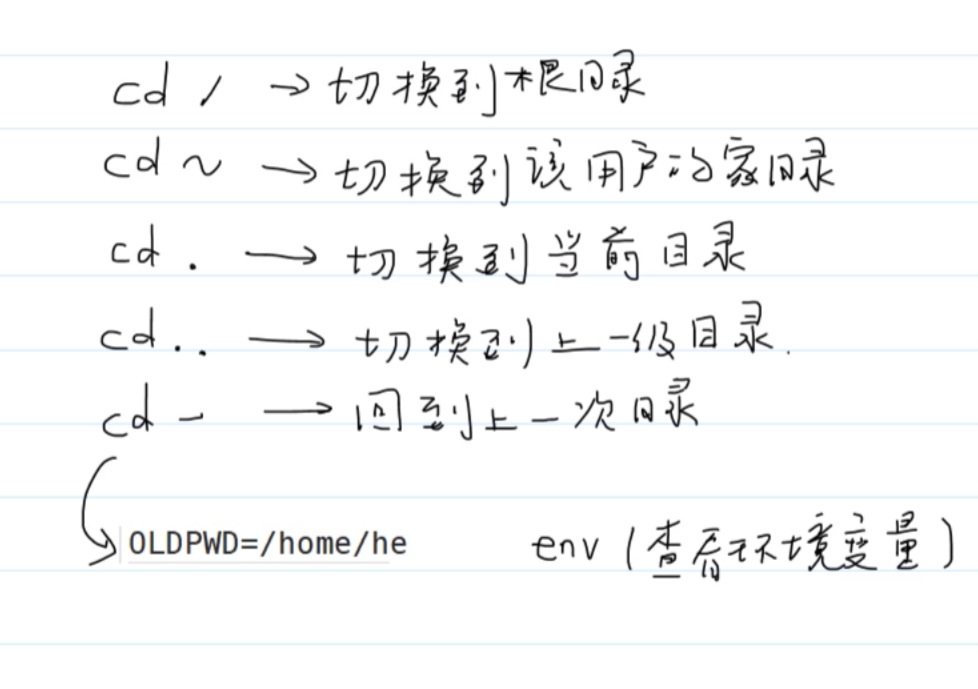 cd / → 切换到根目录
cd ~ → 切换到该用户的家目录
cd . → 切换到当前目录
cd .. → 切换到上一级目录.
cd - → 回到上一次目录
OLDPWD=/home/he env (查看环境变量)